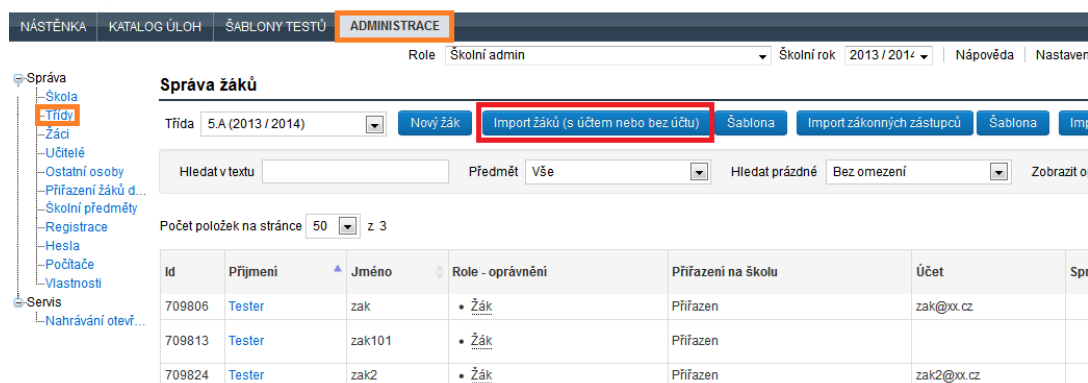 NÁSTĚNKA KATALOG ÚLOH ŠABLONY TESTŮ ADMINISTRACE
Role Školní admin Školní rok 2013 / 2014 Nápověda Nastaven
Správa
Škola
Třídy
Žáci
Učitelé
Ostatní osoby
Přiřazení žáků d...
Školní předměty
Registrace
Hesla
Počítače
Vlastnosti
Servis
Nahrávání otevř...
Správa žáků
Třída 5.A (2013 / 2014) Nový žák Import žáků (s účtem nebo bez účtu) Šablona Import zákonných zástupců Šablona Imp
Hledat v textu Předmět Vše Hledat prázdné Bez omezení Zobrazit o
Počet položek na stránce 50 z 3
Id Příjmení Jméno Role - oprávnění Přiřazení na školu Účet Spr
709806 Tester zak • Žák Přiřazen zak@xx.cz
709813 Tester zak101 • Žák Přiřazen
709824 Tester zak2 • Žák Přiřazen zak2@xx.cz